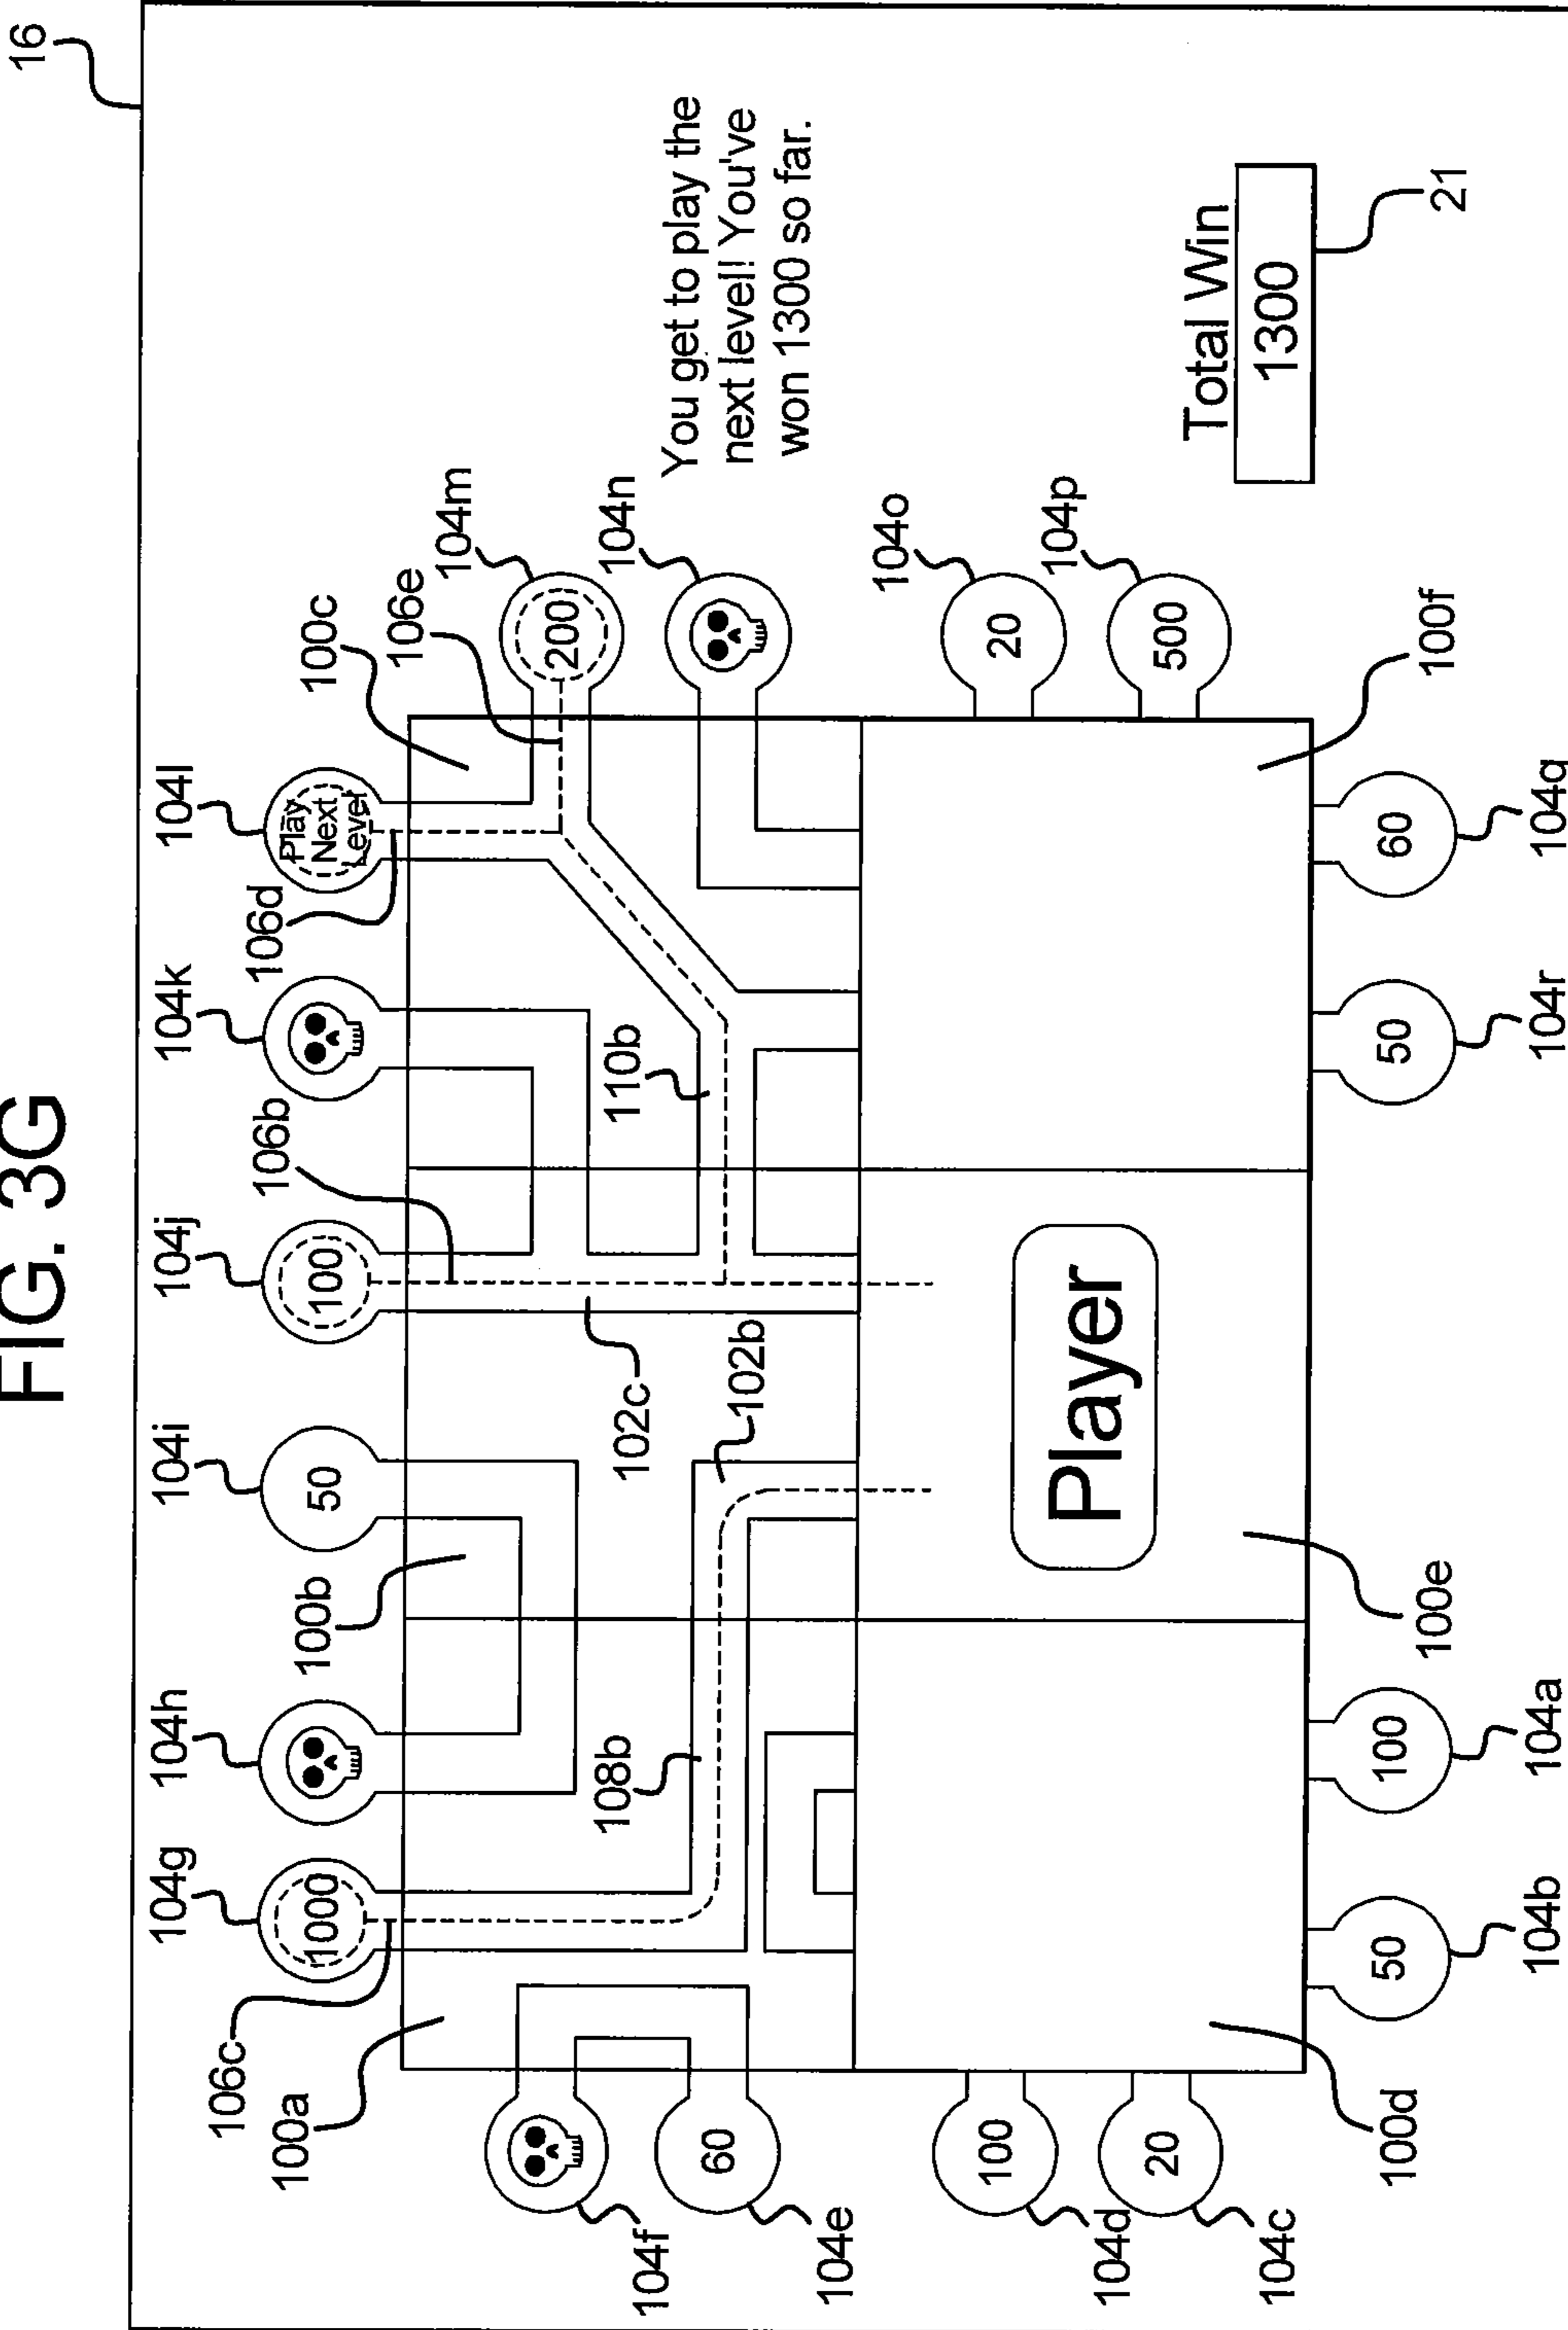 FIG. 3G
16
104g
104h
104i
104j
104k
104l
1000
50
100
Play
Next
Level
106c
100a
100b
106b
106d
100c
106e
104f
104m
200
108b
102c
102b
110b
104e
60
104n
You get to play the
next level! You've
won 1300 so far.
104d
100
Player
20
104o
104c
20
500
104p
Total Win
1300
21
100d
100e
100f
50
100
50
60
104b
104a
104r
104q